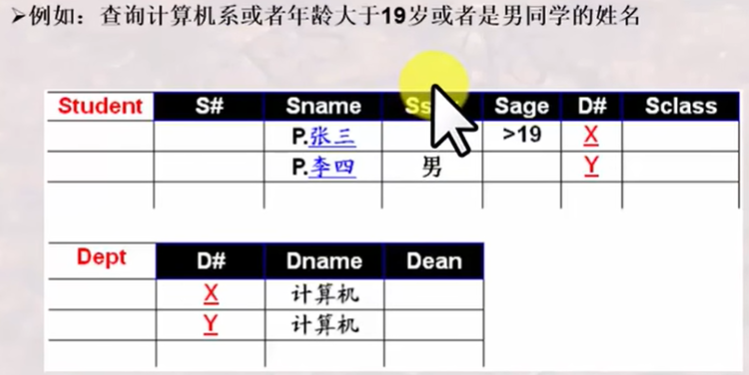 ➢例如：查询计算机系或者年龄大于19岁或者是男同学的姓名
Student S# Sname Sage D# Sclass
P.张三 >19 X
P.李四 男 Y
Dept D# Dname Dean
X 计算机
Y 计算机